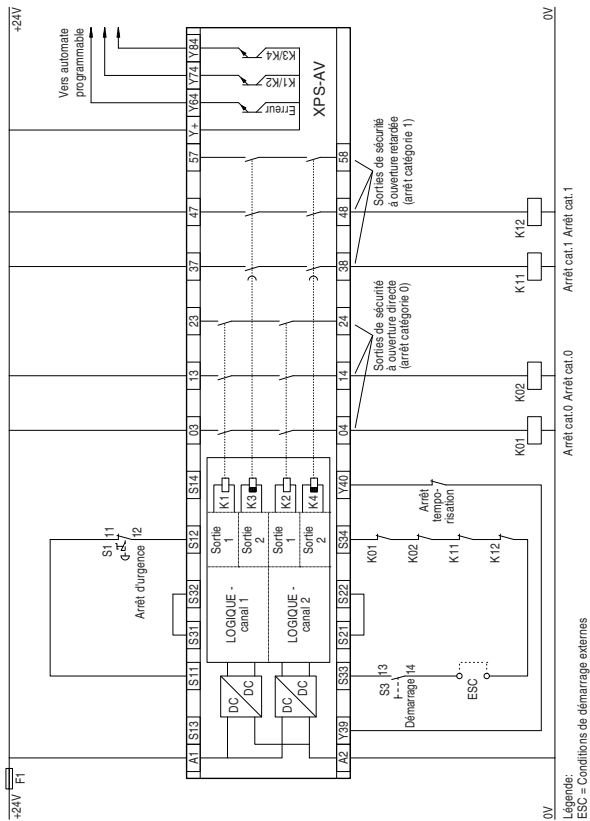 +24V
F1
+24V
Vers automate
programmable
S1
11
12
Arrêt d'urgence
A1
S13
S11
S31
S32
S12
S14
03
13
23
37
47
57
Y+
Y64
Y74
Y84
DC
DC
DC
DC
LOGIQUE -
canal 1
LOGIQUE -
canal 2
Sortie
1
Sortie
2
Sortie
1
Sortie
2
K1
K3
K2
K4
Erreur
K1/K2
K3/K4
XPS-AV
A2
Y39
S33
S21
S22
S34
Y40
04
14
24
38
48
58
S3
13
14
Démarrage
ESC
K01
K02
K11
K12
Arrêt
tempo-
risation
Sorties de sécurité
à ouverture directe
(arrêt catégorie 0)
Sorties de sécurité
à ouverture retardée
(arrêt catégorie 1)
K01
K02
K11
K12
0V
0V
Arrêt cat.0 Arrêt cat.0
Arrêt cat.1 Arrêt cat.1
Légende:
ESC = Conditions de démarrage externes